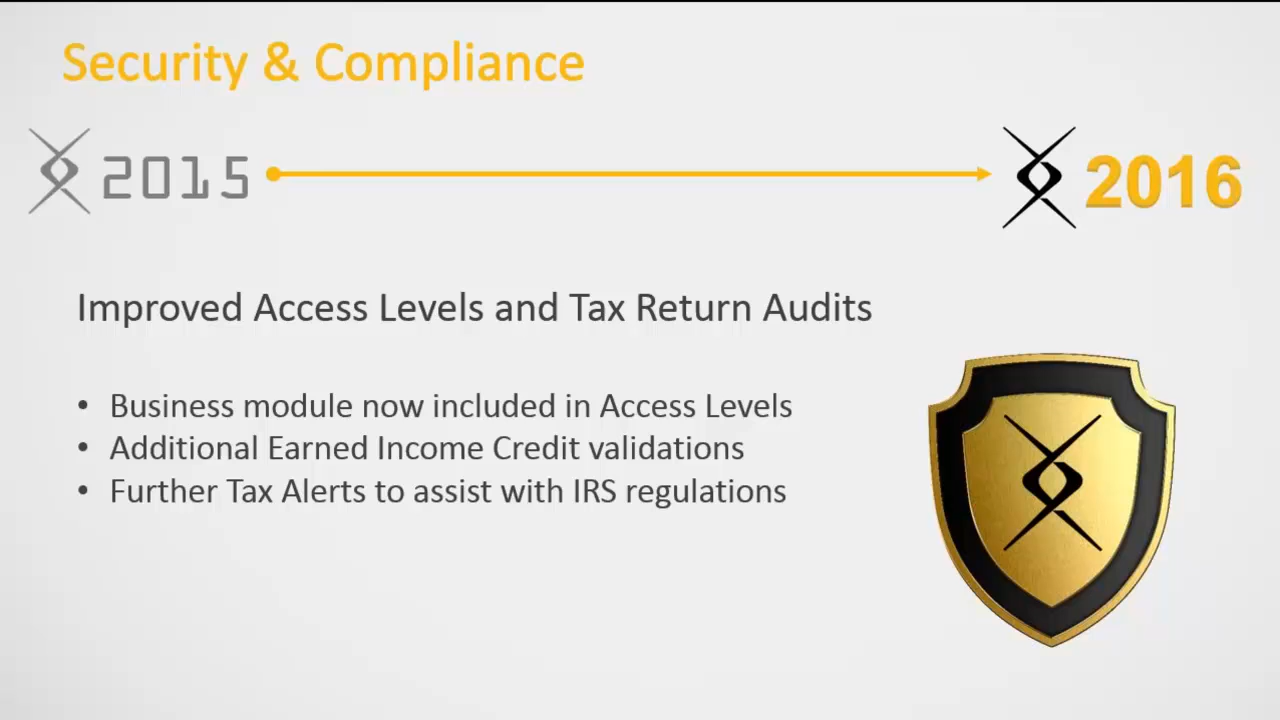 Security & Compliance
2015
2016
Improved Access Levels and Tax Return Audits
• Business module now included in Access Levels
• Additional Earned Income Credit validations
• Further Tax Alerts to assist with IRS regulations